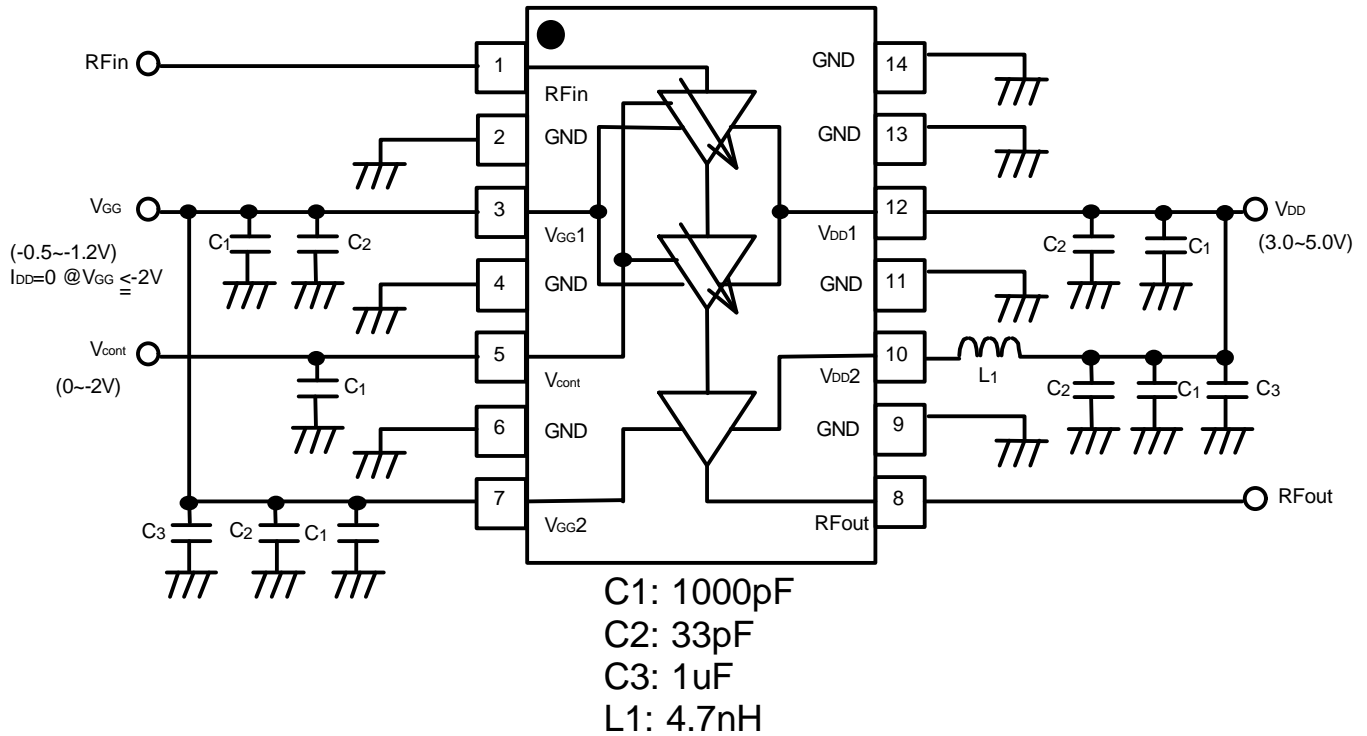 RFin
1
RFin
GND
14
2
GND
GND
13
VGG
3
VGG1
VDD1
12
VDD
(-0.5~-1.2V)
IDD=0 @VGG ≦-2V
C1
C2
C2
C1
(3.0~5.0V)
4
GND
GND
11
Vcont
5
Vcont
VDD2
10
L1
(0~-2V)
C1
C2
C1
C3
6
GND
GND
9
7
VGG2
RFout
8
RFout
C3
C2
C1
C1: 1000pF
C2: 33pF
C3: 1uF
L1: 4.7nH